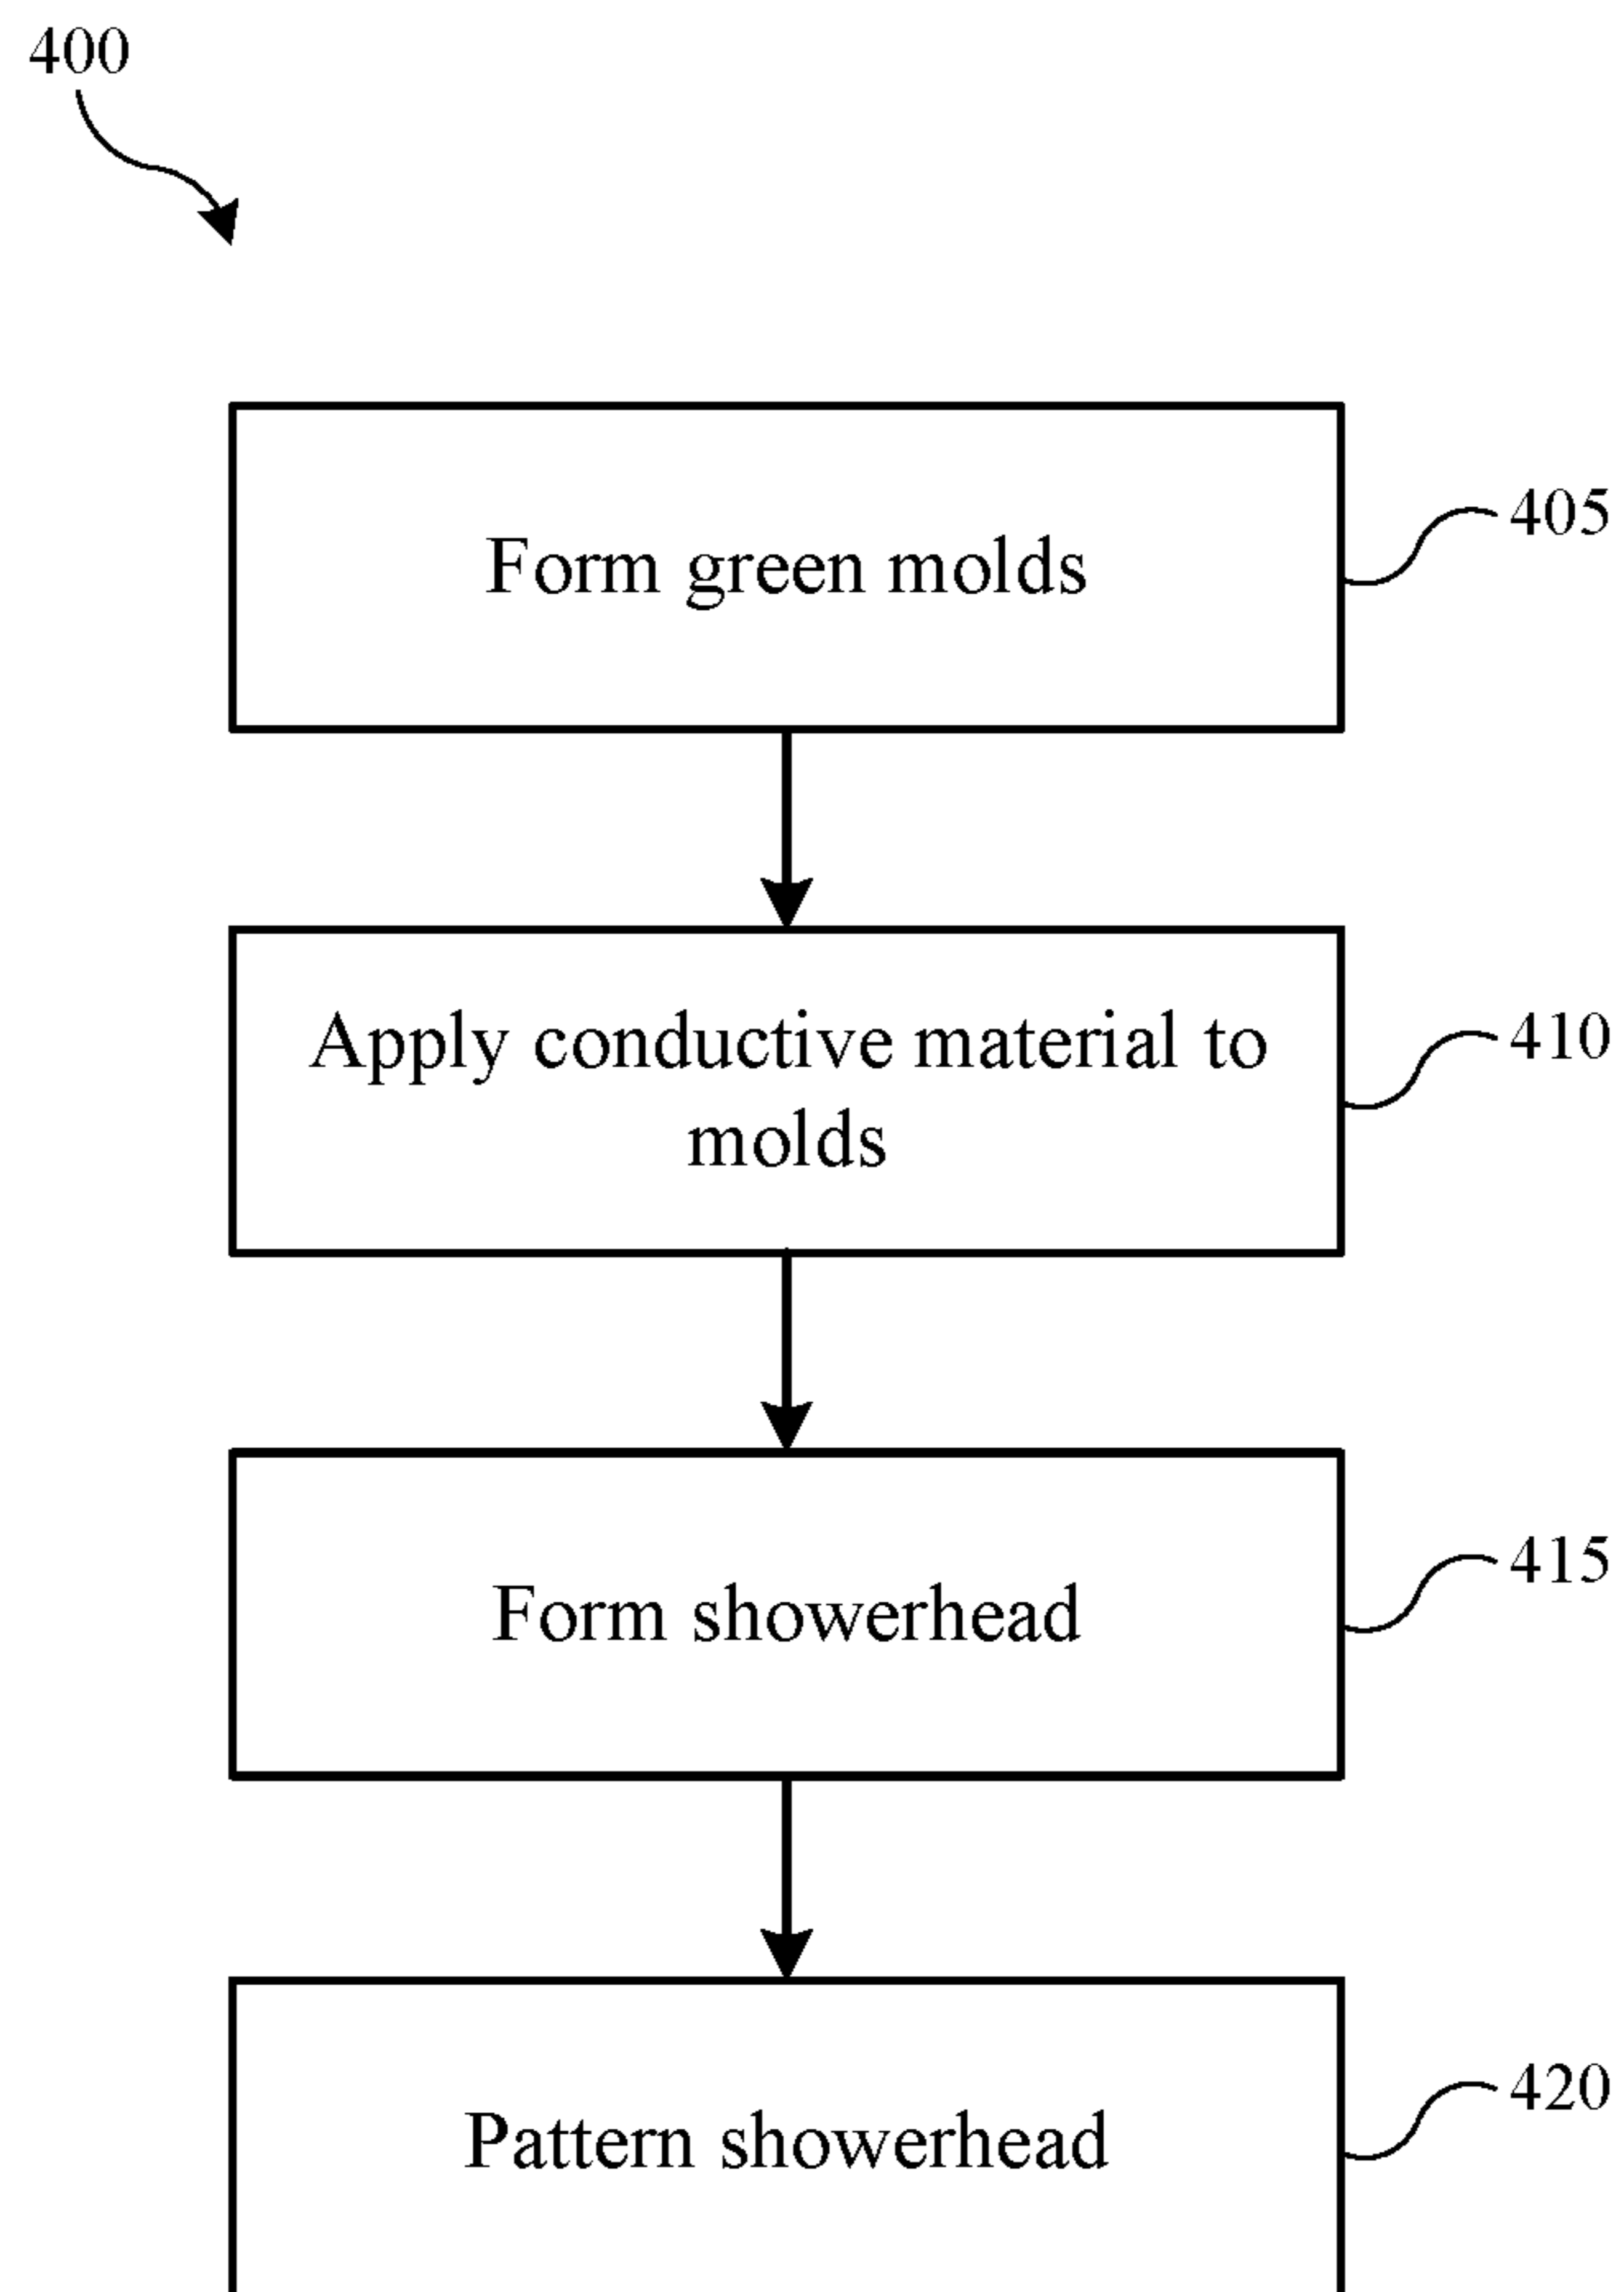 400
Form green molds
405
Apply conductive material to
molds
410
Form showerhead
415
Pattern showerhead
420